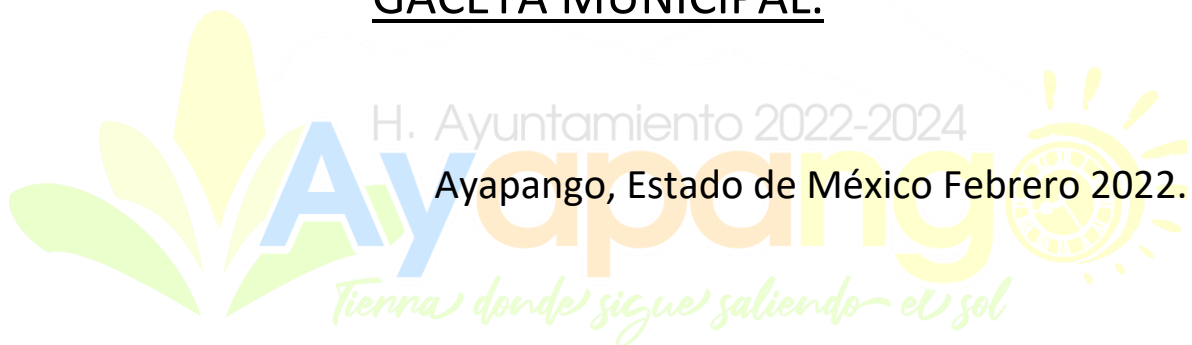 GACETA MUNICIPAL.
H. Ayuntamiento 2022-2024
Ayapango
Ayapango, Estado de México Febrero 2022.
Tierra donde sigue saliendo el sol